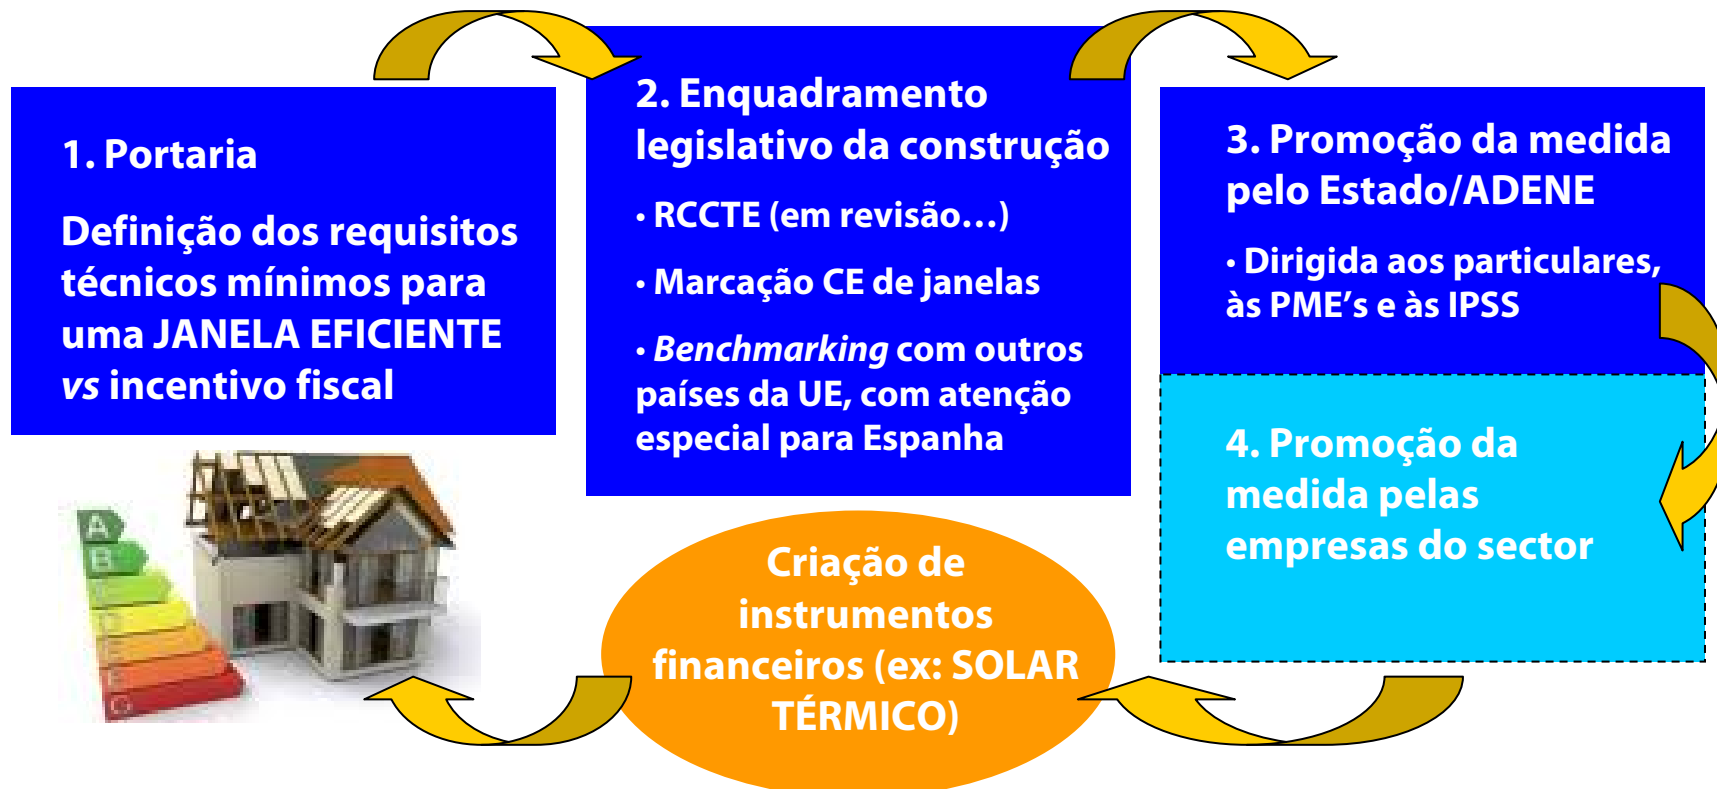 1. Portaria
Definição dos requisitos
técnicos mínimos para
uma JANELA EFICIENTE
vs incentivo fiscal
2. Enquadramento
legislativo da construção
• RCCTE (em revisão…)
• Marcação CE de janelas
• Benchmarking com outros
países da UE, com atenção
especial para Espanha
3. Promoção da medida
pelo Estado/ADENE
• Dirigida aos particulares,
às PME's e às IPSS
4. Promoção da
medida pelas
empresas do sector
Criação de
instrumentos
financeiros (ex: SOLAR
TÉRMICO)
A
B
G